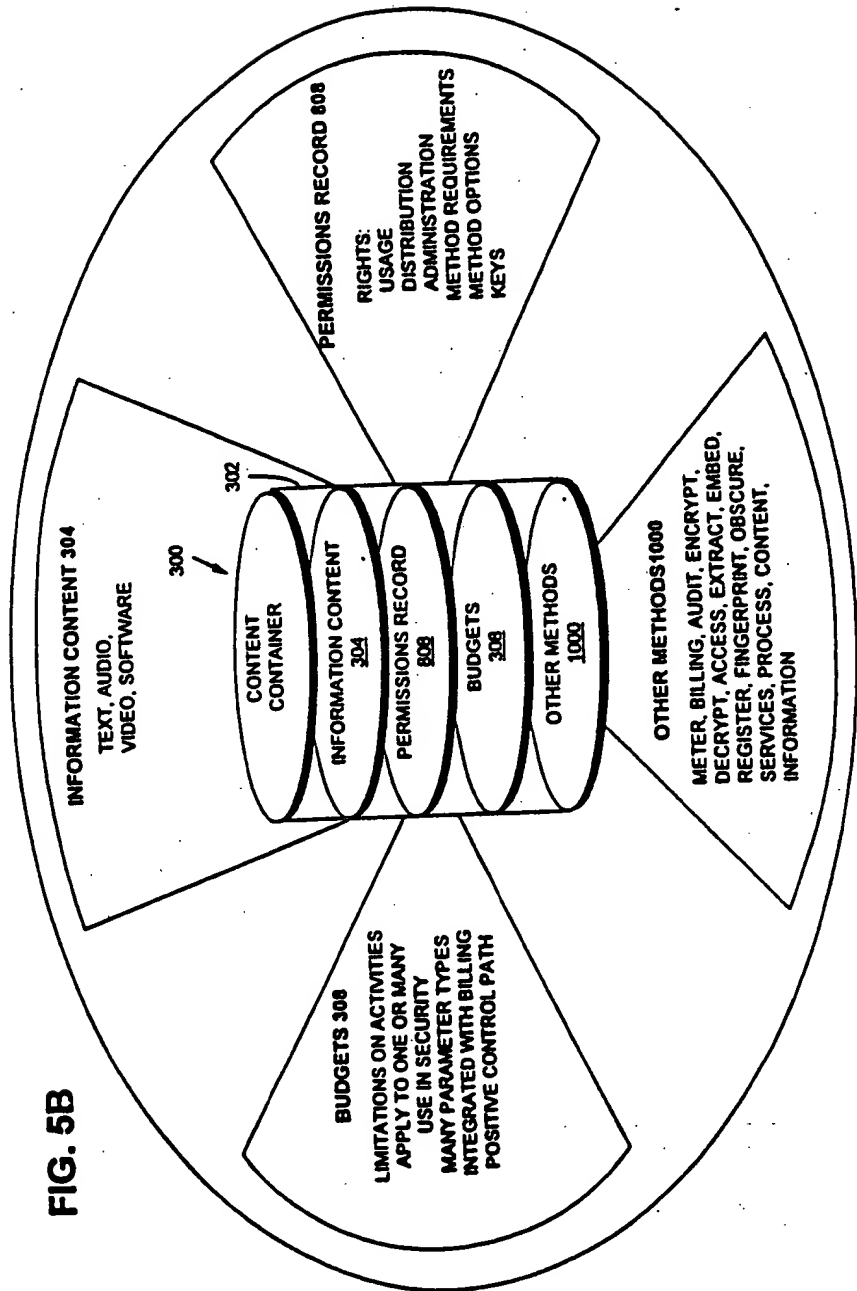 FIG. 5B
INFORMATION CONTENT 304
TEXT, AUDIO,
VIDEO, SOFTWARE
PERMISSIONS RECORD 808
RIGHTS:
USAGE
DISTRIBUTION
ADMINISTRATION
METHOD REQUIREMENTS
METHOD OPTIONS
KEYS
300
302
CONTENT
CONTAINER
INFORMATION CONTENT
304
PERMISSIONS RECORD
808
BUDGETS
308
OTHER METHODS
1000
BUDGETS 308
LIMITATIONS ON ACTIVITIES
APPLY TO ONE OR MANY
USE IN SECURITY
MANY PARAMETER TYPES
INTEGRATED WITH BILLING
POSITIVE CONTROL PATH
OTHER METHODS1000
METER, BILLING, AUDIT, ENCRYPT,
DECRYPT, ACCESS, EXTRACT, EMBED,
REGISTER, FINGERPRINT, OBSCURE,
SERVICES, PROCESS, CONTENT,
INFORMATION